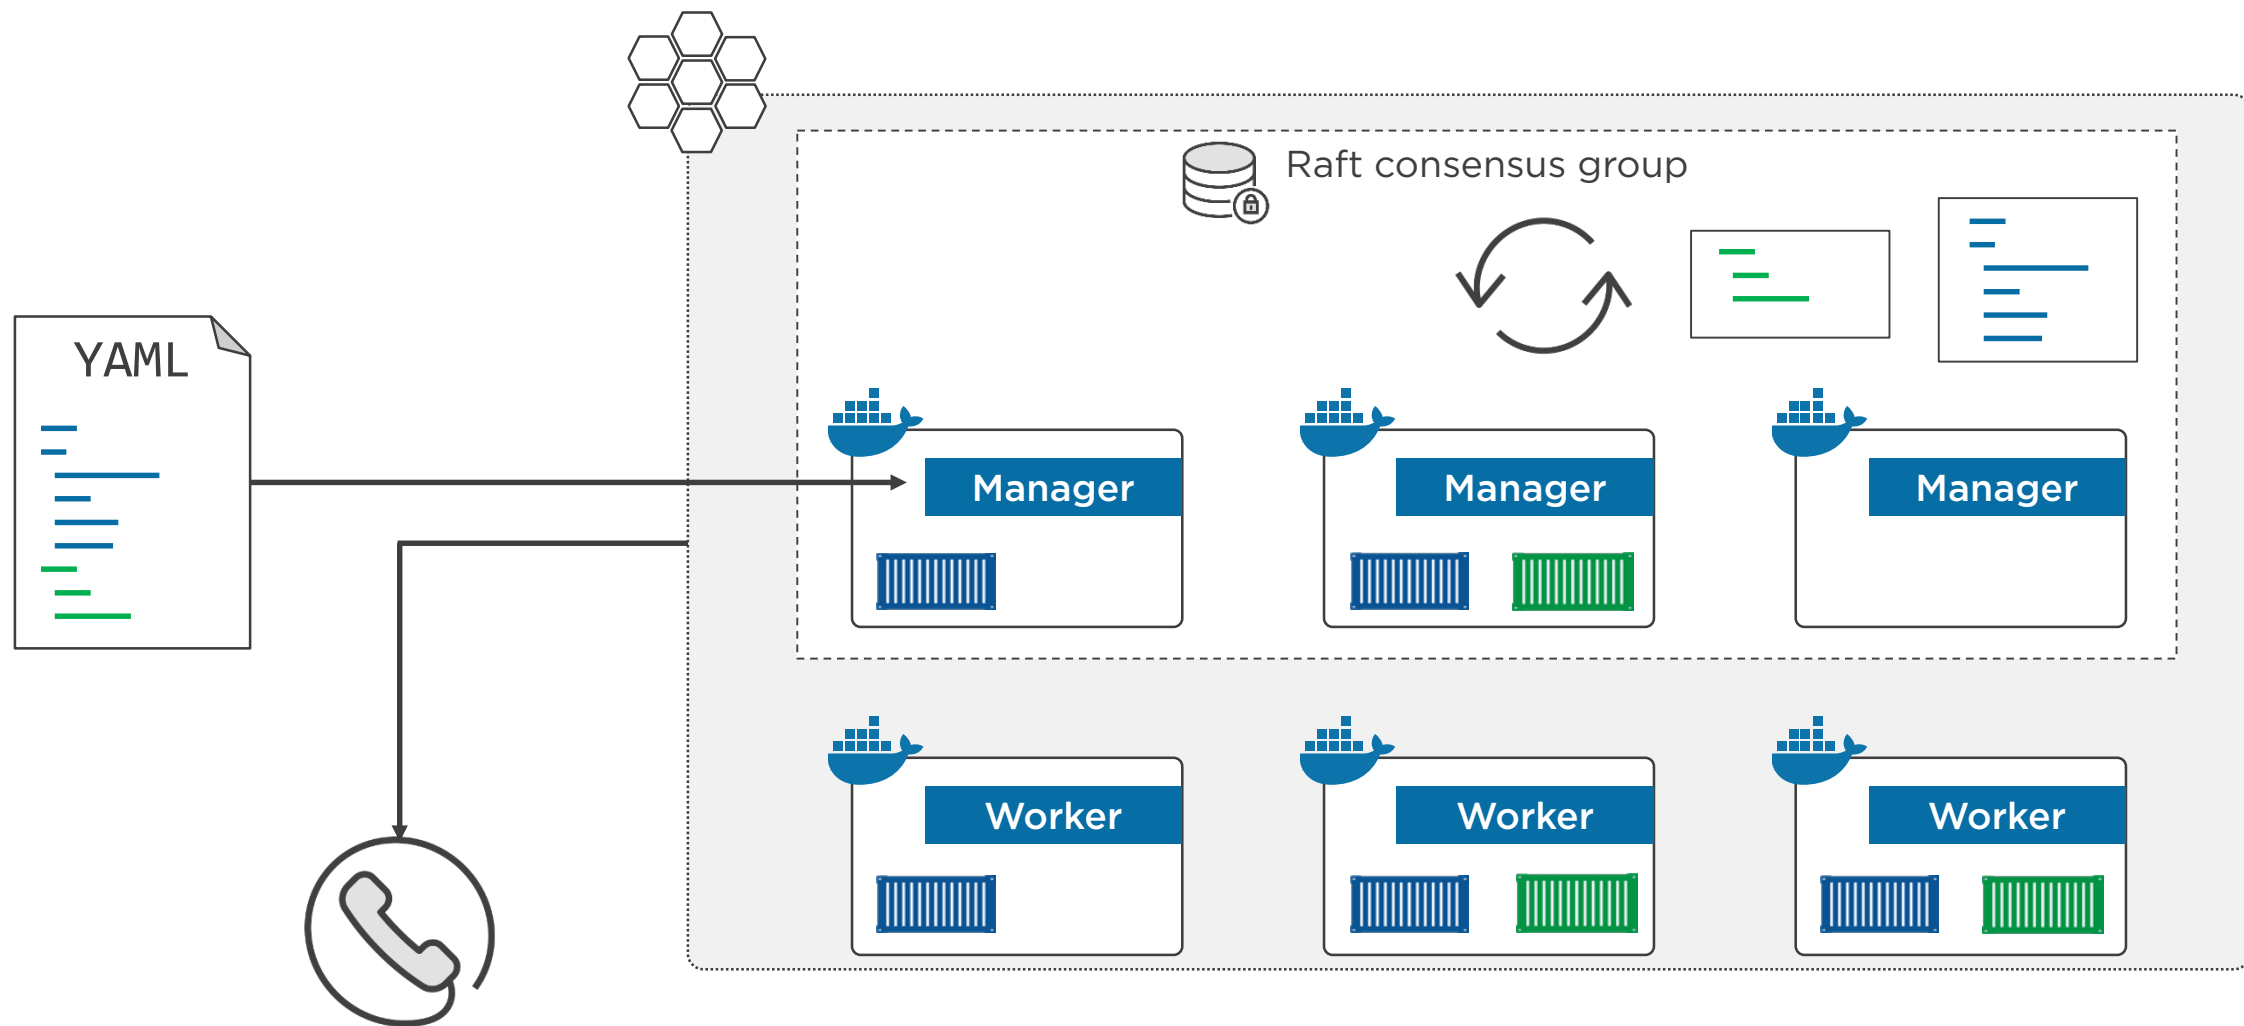 Raft consensus group
YAML
Manager
Manager
Manager
Worker
Worker
Worker